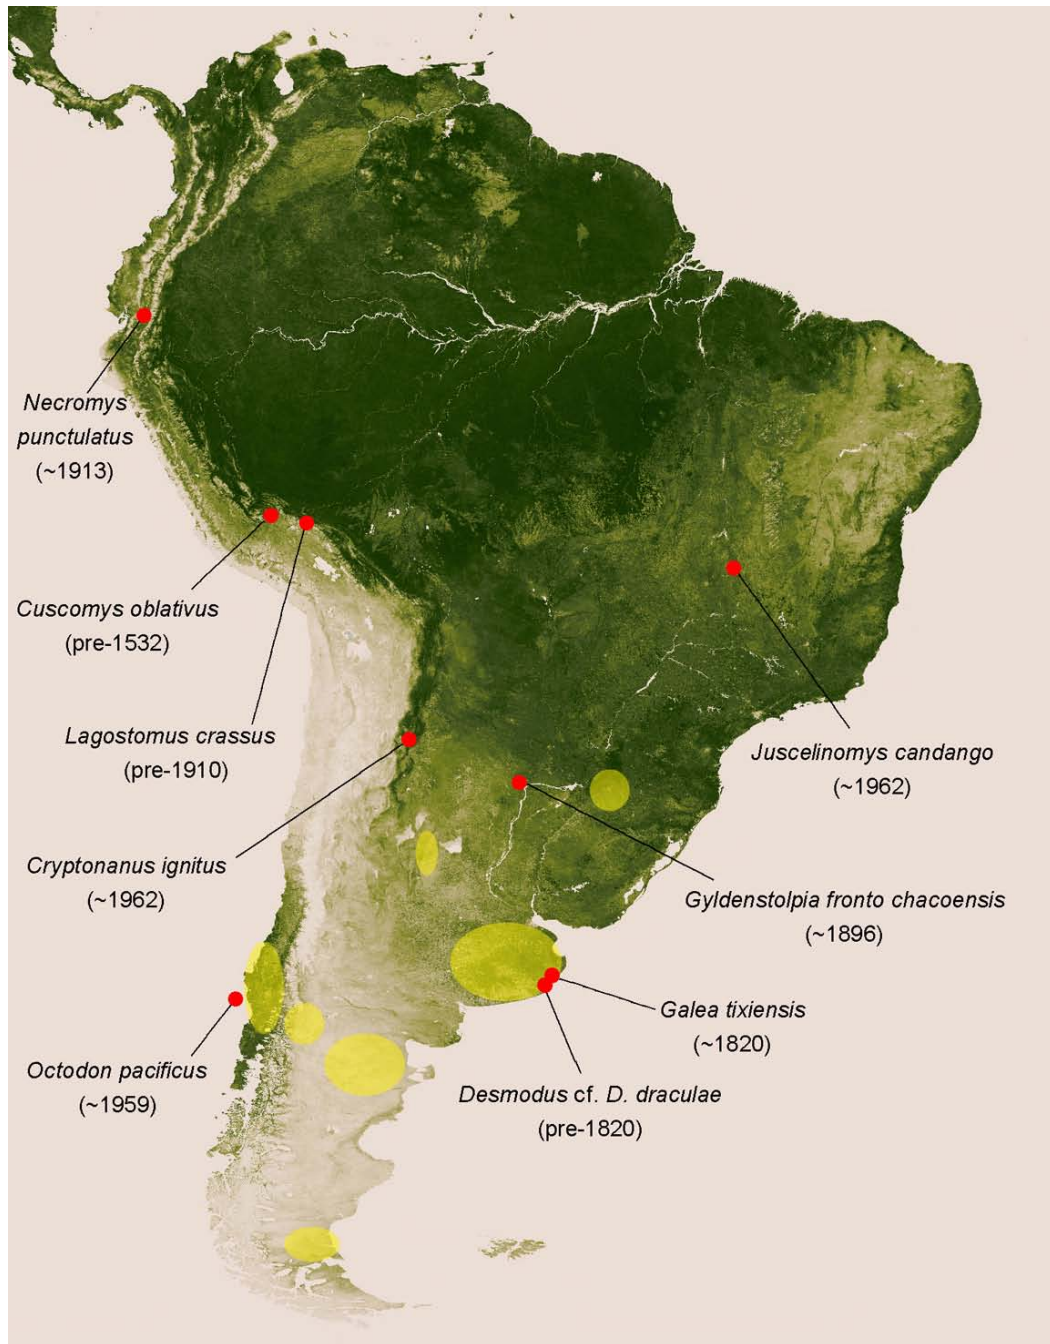 Necromys
punctulatus
(~1913)
Cuscomys oblativus
(pre-1532)
Lagostomus crassus
(pre-1910)
Juscelinomys candango
(~1962)
Cryptonanus ignitus
(~1962)
Gyldenstolpia fronto chacoensis
(~1896)
Galea tixiensis
(~1820)
Octodon pacificus
(~1959)
Desmodus cf. D. draculae
(pre-1820)